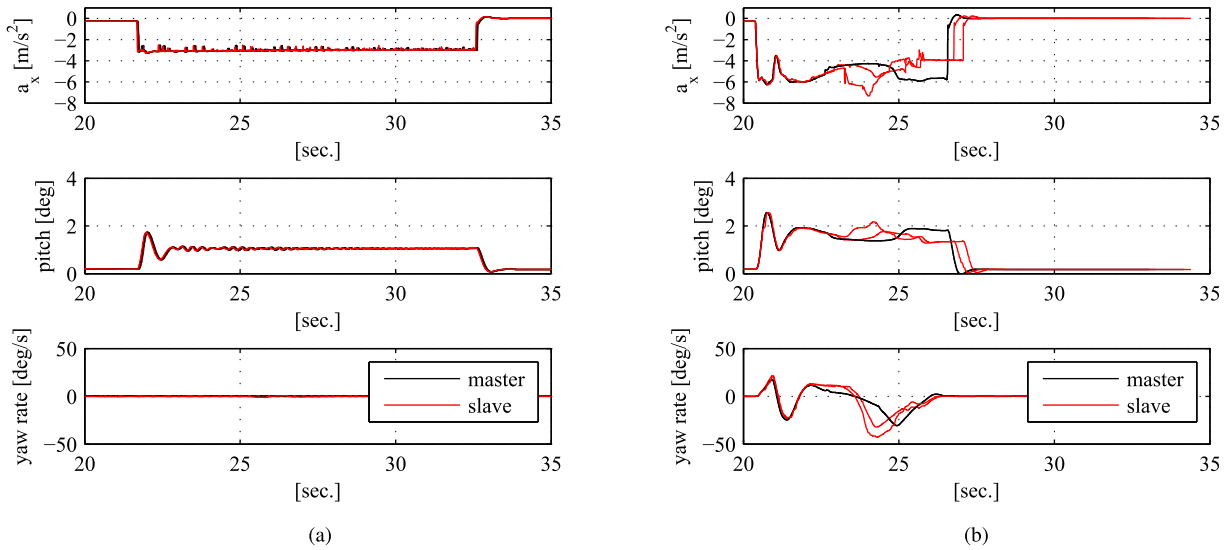 0
−2
−4
−6
−8
a_x [m/s²]
20 25 30 35
[sec.]
4
2
0
pitch [deg]
20 25 30 35
[sec.]
50
0
−50
yaw rate [deg/s]
master
slave
20 25 30 35
[sec.]
(a)
0
−2
−4
−6
−8
a_x [m/s²]
20 25 30 35
[sec.]
4
2
0
pitch [deg]
20 25 30 35
[sec.]
50
0
−50
yaw rate [deg/s]
master
slave
20 25 30 35
[sec.]
(b)